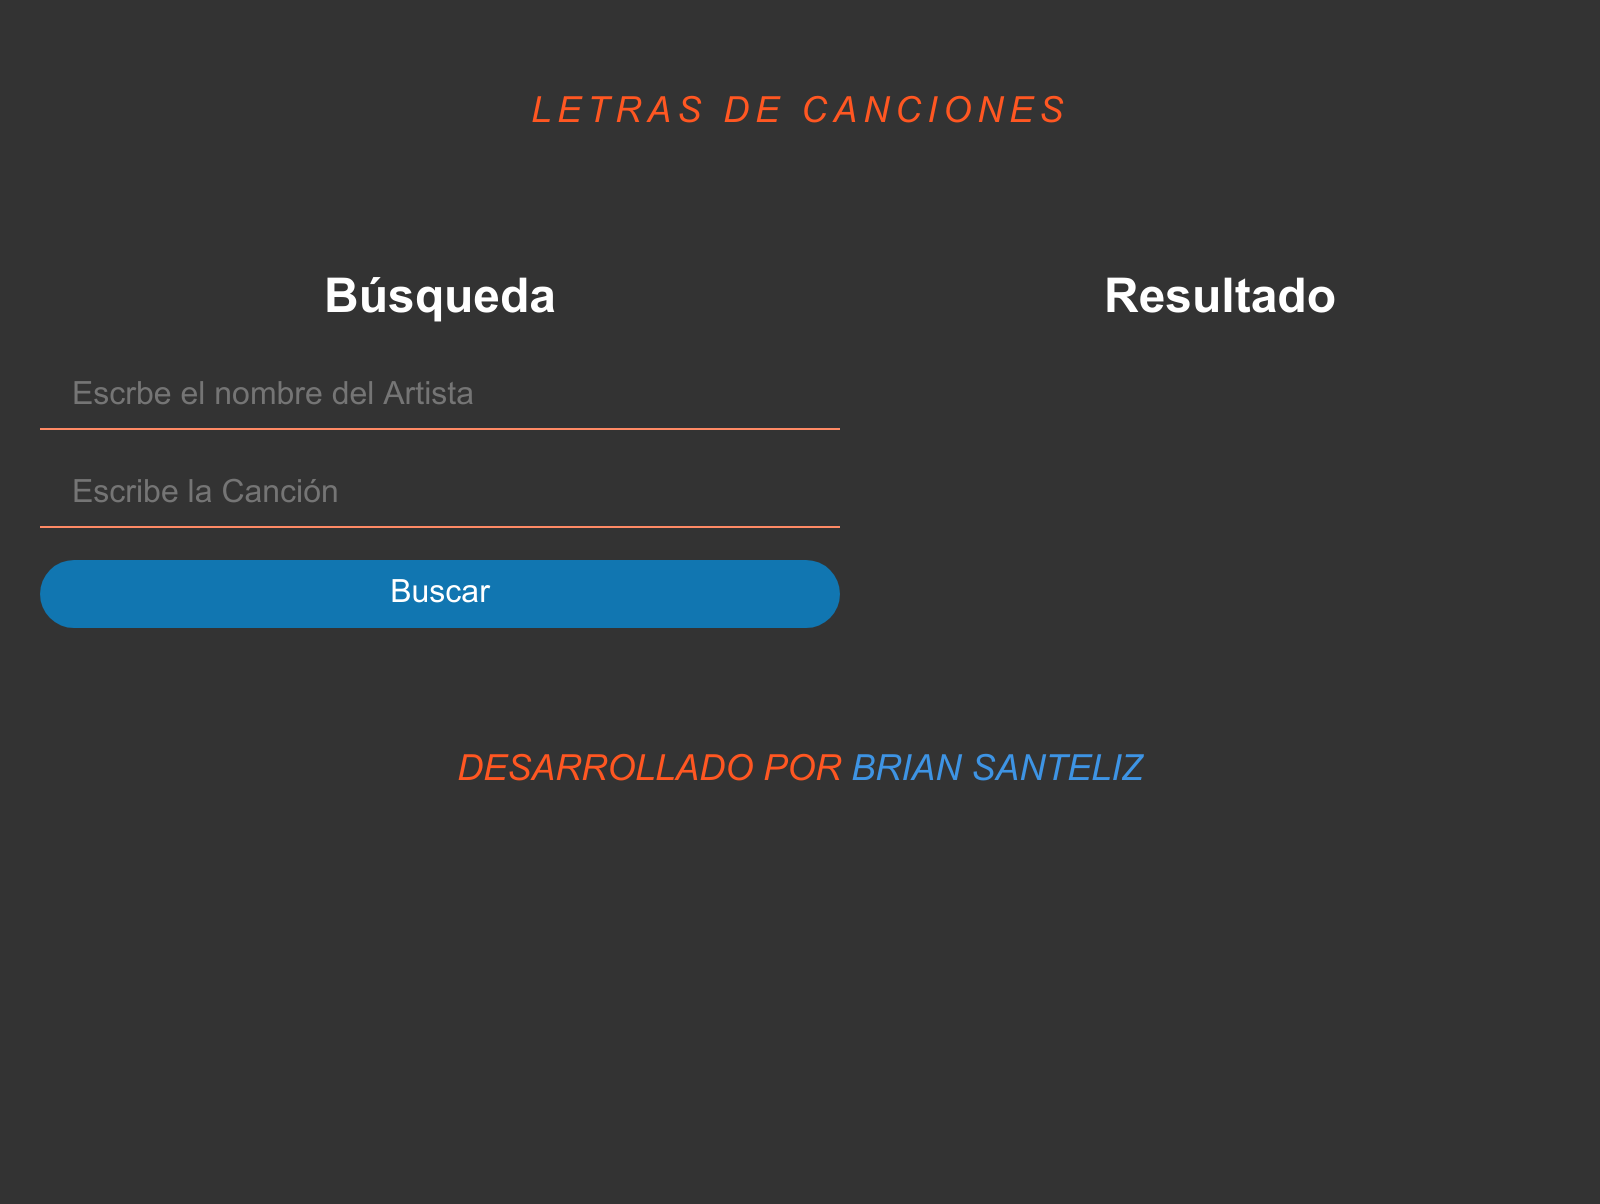 LETRAS DE CANCIONES
Búsqueda
Escrbe el nombre del Artista
Escribe la Canción
Buscar
Resultado
DESARROLLADO POR BRIAN SANTELIZ